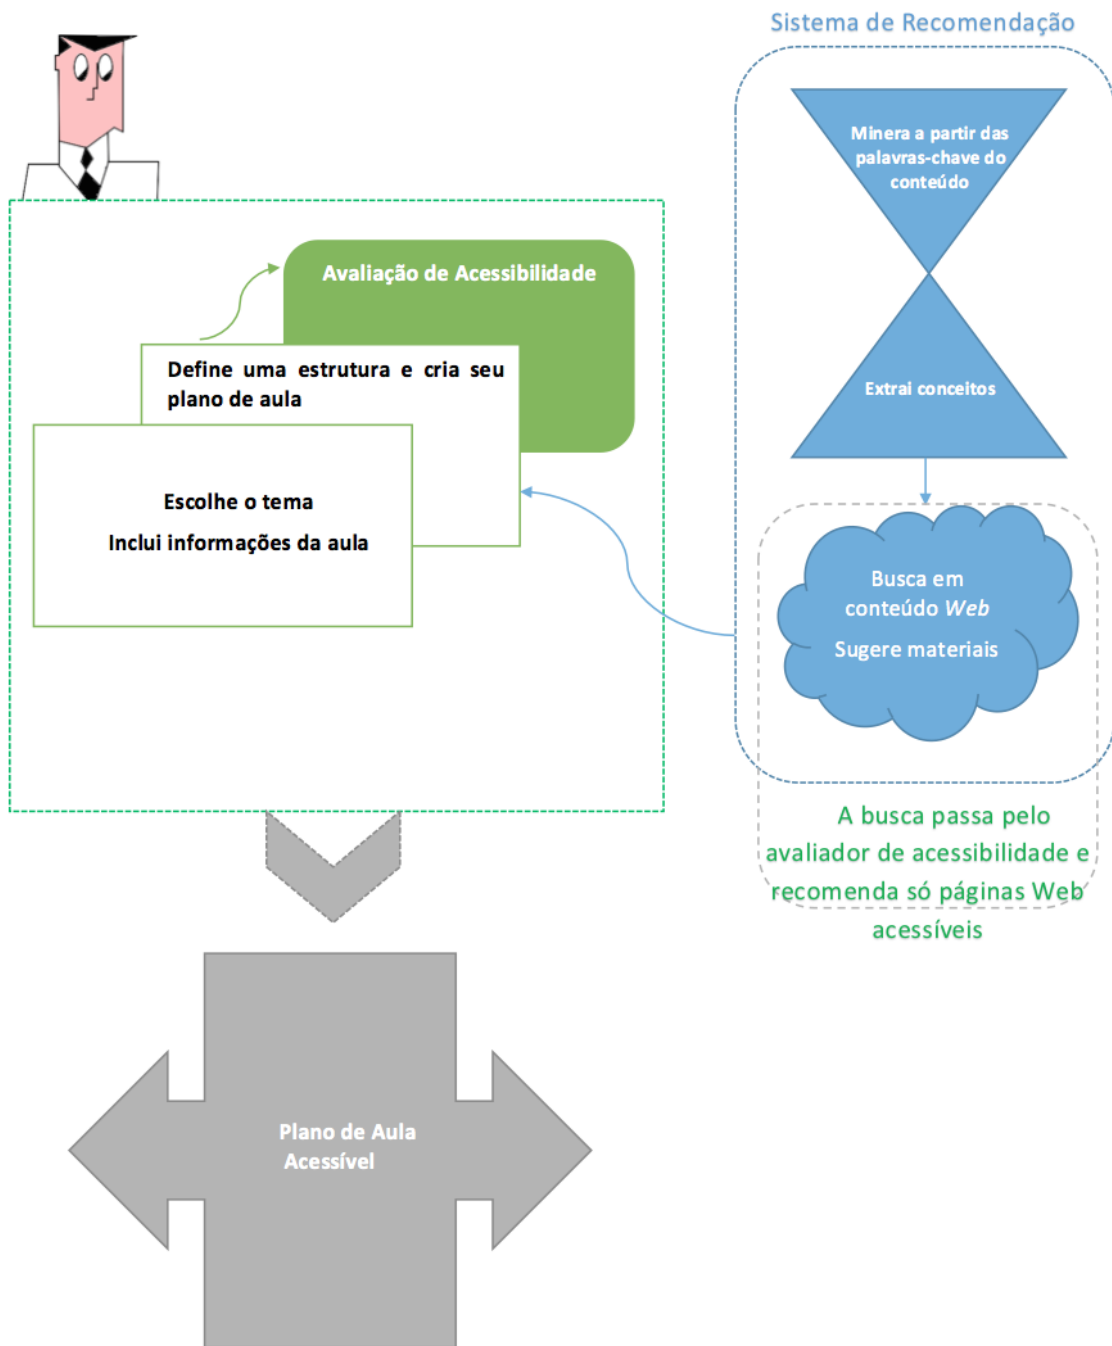 Sistema de Recomendação
Minera a partir das
palavras-chave do
conteúdo
Avaliação de Acessibilidade
Define uma estrutura e cria seu
plano de aula
Extrai conceitos
Escolhe o tema
Inclui informações da aula
Busca em
conteúdo Web
Sugere materiais
A busca passa pelo
avaliador de acessibilidade e
recomenda só páginas Web
acessíveis
Plano de Aula
Acessível